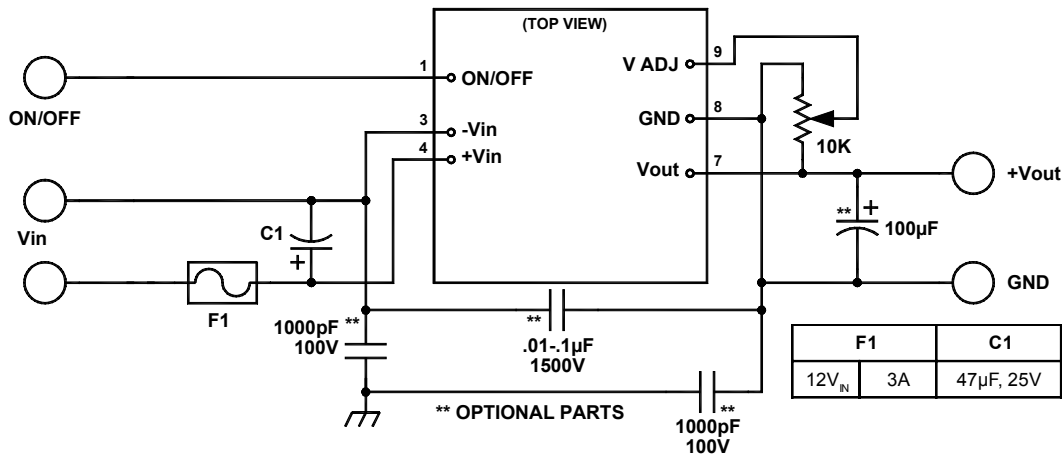 (TOP VIEW)
9
V ADJ
1
ON/OFF
ON/OFF
8
GND
3
-Vin
10K
4
+Vin
7
Vout
+Vout
** +
100µF
C1
+
Vin
GND
F1
1000pF **
100V
**
.01-.1µF
1500V
** OPTIONAL PARTS
**
1000pF
100V
F1 C1
12VIN 3A 47µF, 25V